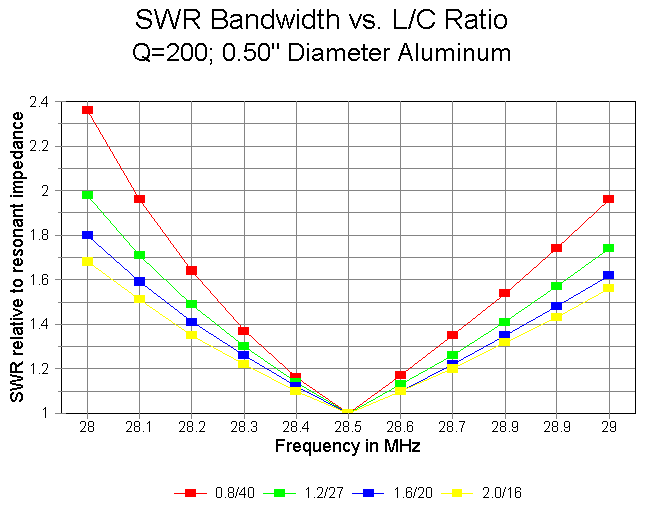 SWR Bandwidth vs. L/C Ratio
Q=200; 0.50" Diameter Aluminum
SWR relative to resonant impedance
2.4
2.2
2
1.8
1.6
1.4
1.2
1
28 28.1 28.2 28.3 28.4 28.5 28.6 28.7 28.9 28.9 29
Frequency in MHz
0.8/40 1.2/27 1.6/20 2.0/16